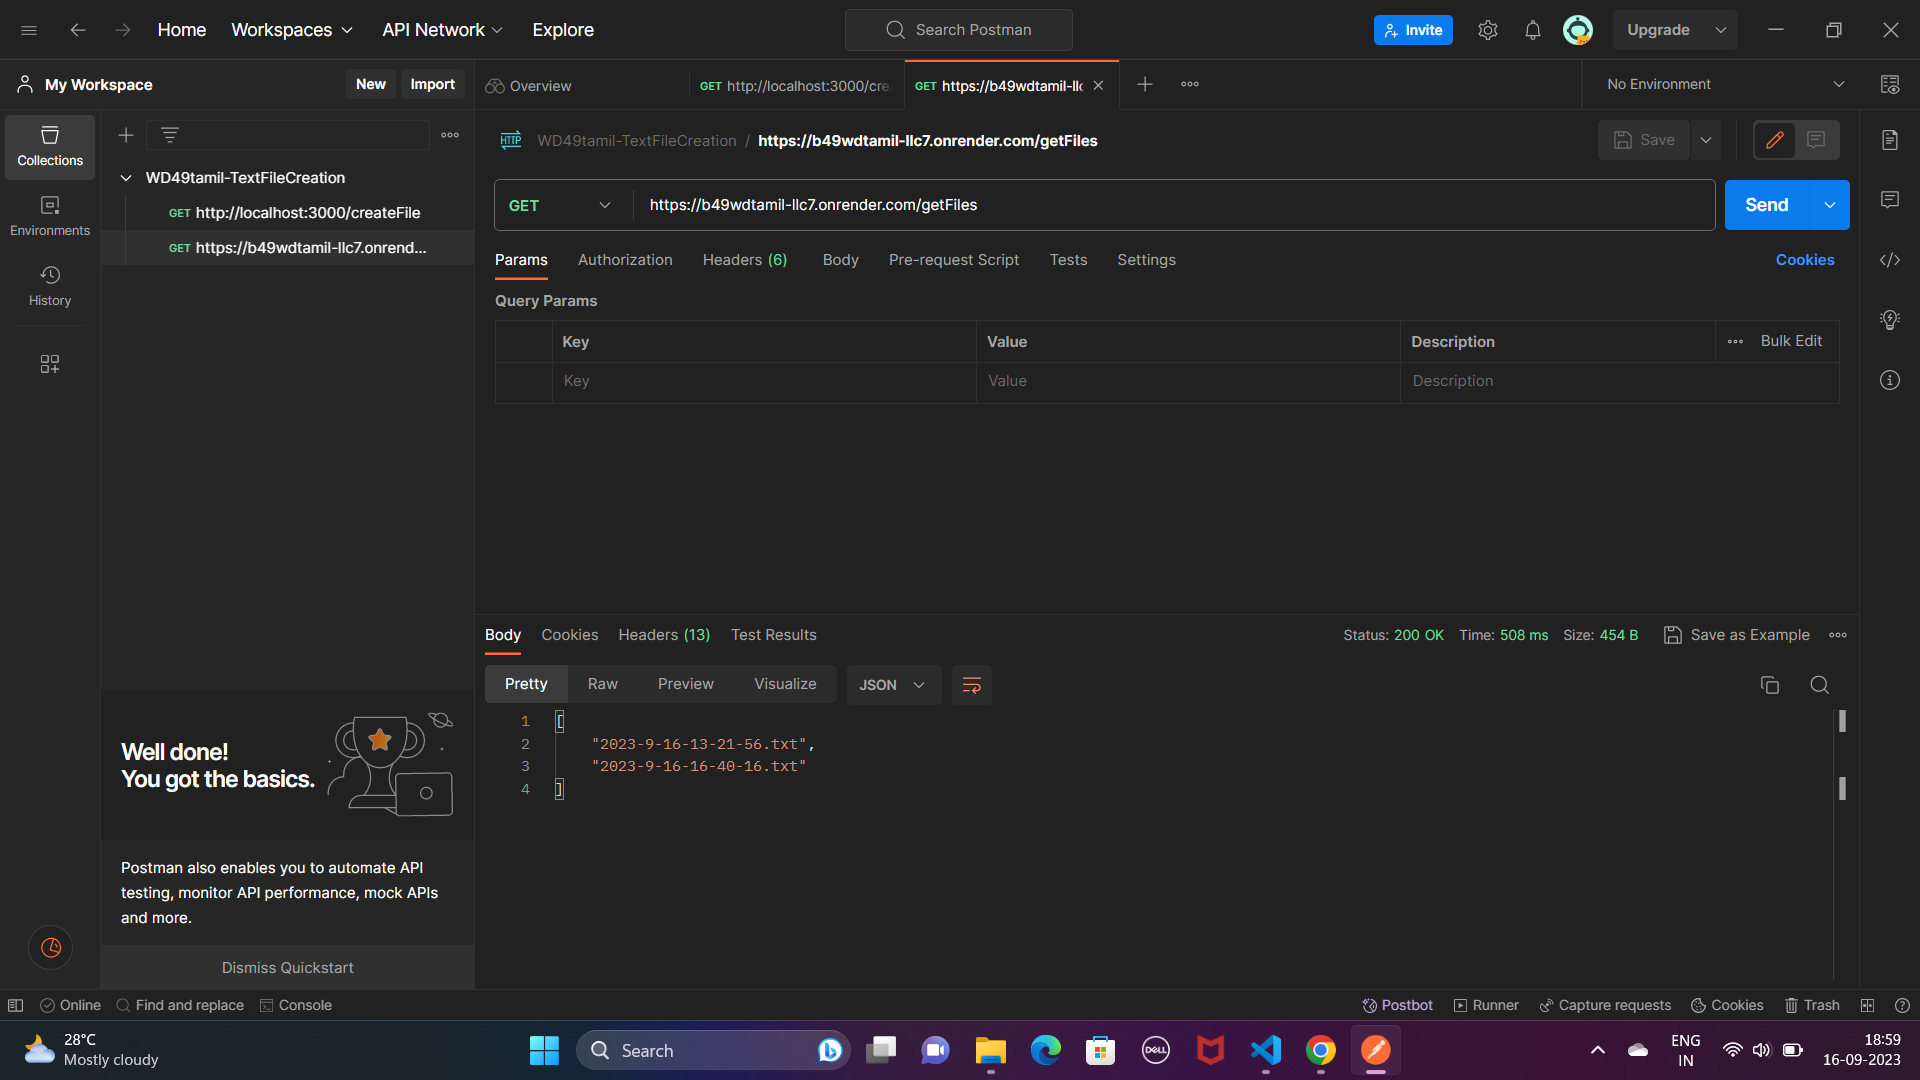 Home
Workspaces
API Network
Explore
Search Postman
Invite
Upgrade
My Workspace
New
Import
Overview
GET http://localhost:3000/cre
GET https://b49wdtamil-llc
No Environment
Collections
Environments
History
WD49tamil-TextFileCreation
GET http://localhost:3000/createFile
GET https://b49wdtamil-llc7.onrend...
HTTP WD49tamil-TextFileCreation / https://b49wdtamil-llc7.onrender.com/getFiles
Save
GET https://b49wdtamil-llc7.onrender.com/getFiles
Send
Params Authorization Headers (6) Body Pre-request Script Tests Settings
Cookies
Query Params
Key Value Description Bulk Edit
Key Value Description
Well done!
You got the basics.
Postman also enables you to automate API
testing, monitor API performance, mock APIs
and more.
Dismiss Quickstart
Body Cookies Headers (13) Test Results
Status: 200 OK Time: 508 ms Size: 454 B Save as Example
Pretty Raw Preview Visualize JSON
1 [
2 "2023-9-16-13-21-56.txt",
3 "2023-9-16-16-40-16.txt"
4 ]
Online Find and replace Console
Postbot Runner Capture requests Cookies Trash
28°C
Mostly cloudy
Search
DELL
ENG
IN
18:59
16-09-2023